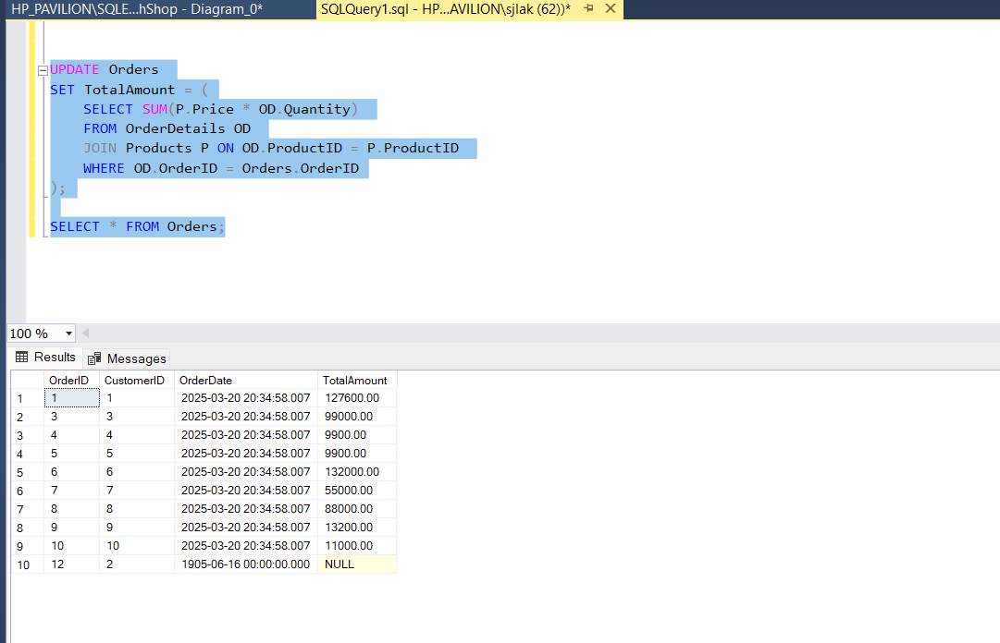 HP_PAVILION\SQLE...hShop - Diagram_0* SQLQuery1.sql - HP...AVILION\sjlak (62))*
UPDATE Orders
SET TotalAmount = (
SELECT SUM(P.Price * OD.Quantity)
FROM OrderDetails OD
JOIN Products P ON OD.ProductID = P.ProductID
WHERE OD.OrderID = Orders.OrderID
);
SELECT * FROM Orders;
100 %
Results Messages
OrderID CustomerID OrderDate TotalAmount
1 1 1 2025-03-20 20:34:58.007 127600.00
2 3 3 2025-03-20 20:34:58.007 99000.00
3 4 4 2025-03-20 20:34:58.007 9900.00
4 5 5 2025-03-20 20:34:58.007 9900.00
5 6 6 2025-03-20 20:34:58.007 132000.00
6 7 7 2025-03-20 20:34:58.007 55000.00
7 8 8 2025-03-20 20:34:58.007 88000.00
8 9 9 2025-03-20 20:34:58.007 13200.00
9 10 10 2025-03-20 20:34:58.007 11000.00
10 12 2 1905-06-16 00:00:00.000 NULL